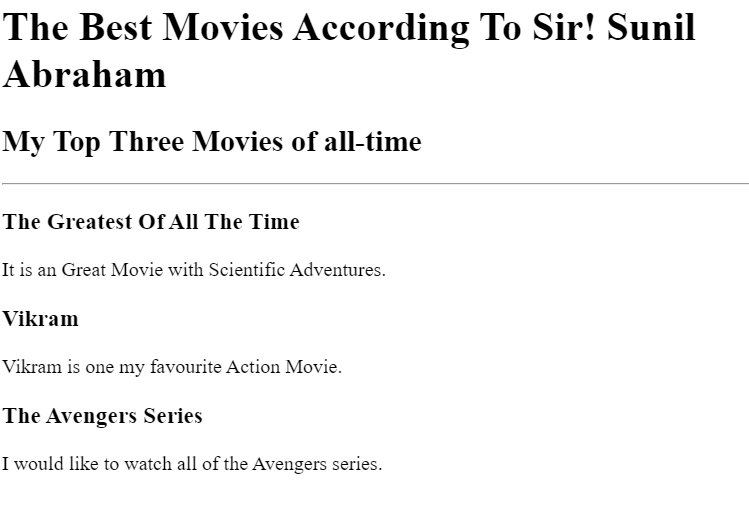 The Best Movies According To Sir! Sunil
Abraham
My Top Three Movies of all-time
The Greatest Of All The Time
It is an Great Movie with Scientific Adventures.
Vikram
Vikram is one my favourite Action Movie.
The Avengers Series
I would like to watch all of the Avengers series.